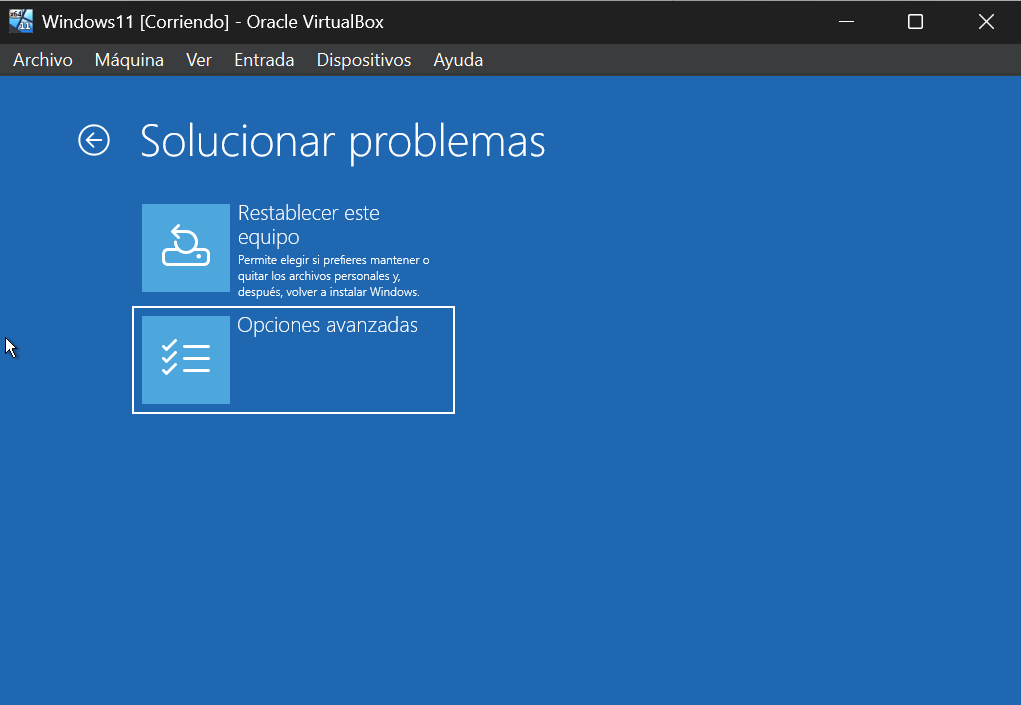 Windows11 [Corriendo] - Oracle VirtualBox
Archivo Máquina Ver Entrada Dispositivos Ayuda
Solucionar problemas
Restablecer este
equipo
Permite elegir si prefieres mantener o
quitar los archivos personales y,
después, volver a instalar Windows.
Opciones avanzadas